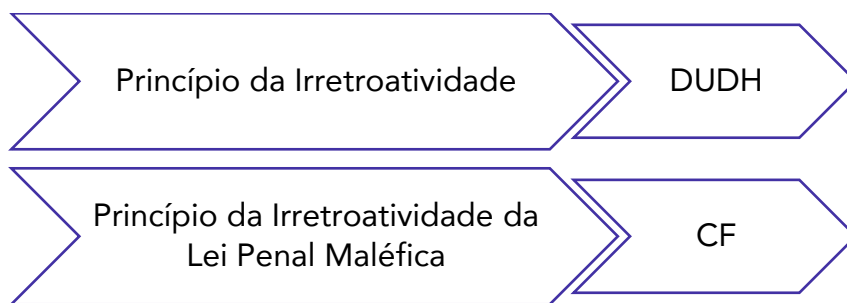 Princípio da Irretroatividade
DUDH
Princípio da Irretroatividade da
Lei Penal Maléfica
CF